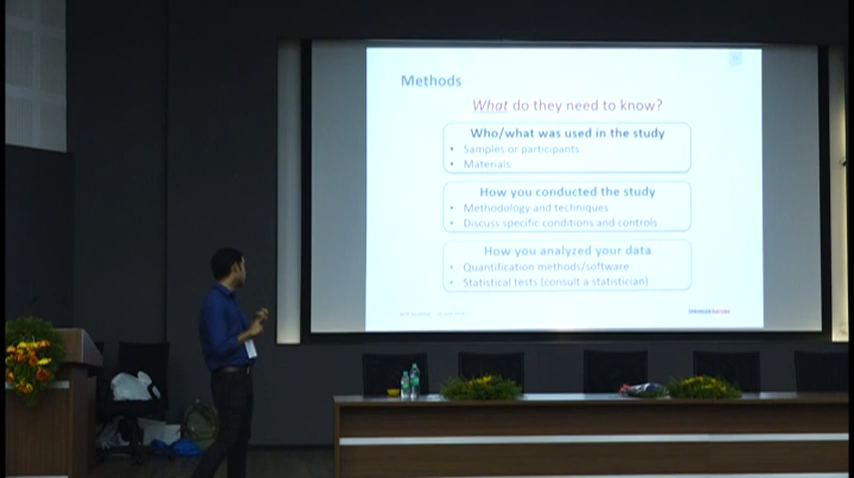 Methods
What do they need to know?
Who/what was used in the study
• Samples or participants
• Materials
How you conducted the study
• Methodology and techniques
• Discuss specific conditions and controls
How you analyzed your data
• Quantification methods/software
• Statistical tests (consult a statistician)
SPRINGER NATURE